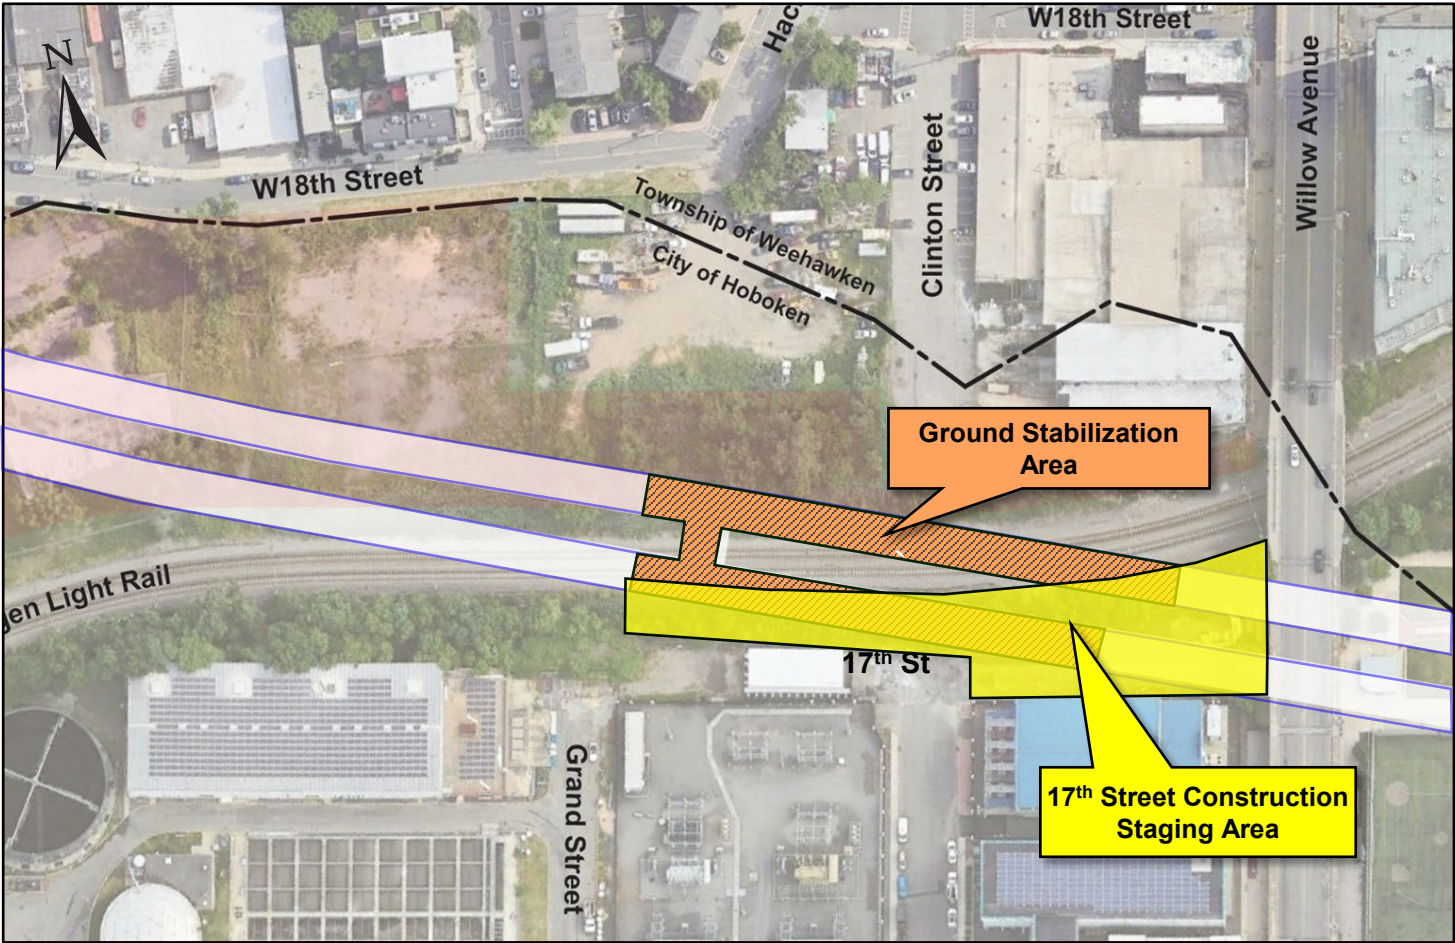 W18th Street
Hac
N
Willow Avenue
Clinton Street
W18th Street
Township of Weehawken
City of Hoboken
Ground Stabilization
Area
gen Light Rail
17th St
Grand Street
17th Street Construction
Staging Area